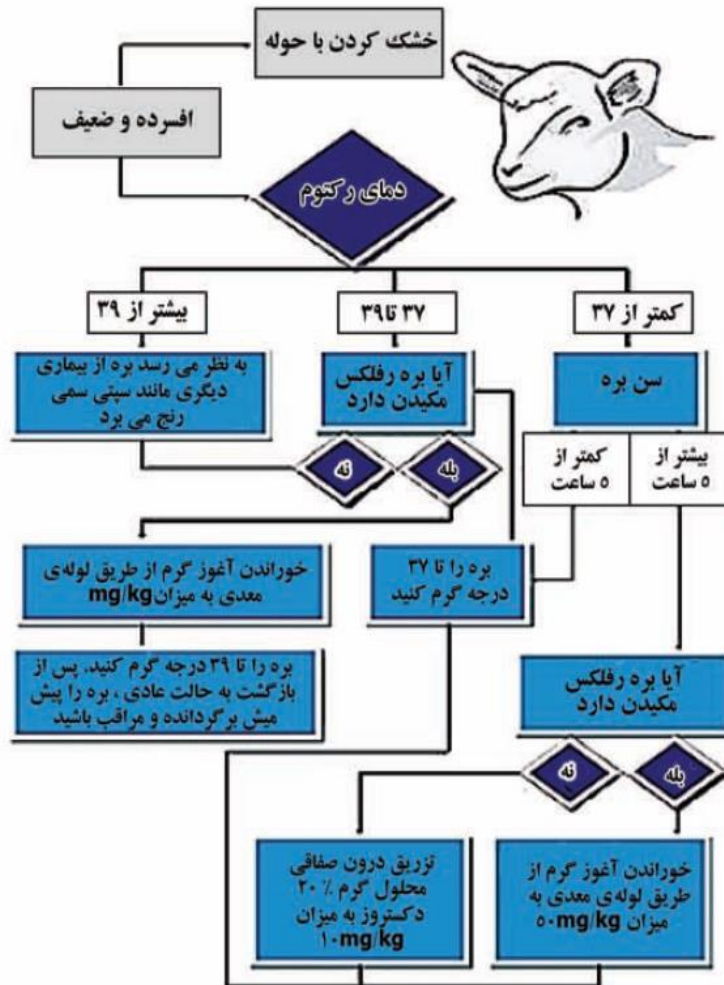 خشک کردن با حوله
افسرده و ضعیف
دمای رکتوم
کمتر از ۳۷
۳۷ تا ۳۹
بیشتر از ۳۹
سن بره
آیا بره رفلکس
مکیدن دارد
به نظر می رسد بره از بیماری
دیگری مانند سپتی سمی
رنج می برد
بیشتر از
۵ ساعت
کمتر از
۵ ساعت
بله
نه
بره را تا ۳۷
درجه گرم کنید
خوراندن آغوز گرم از طریق لوله‌ی
معدی به میزان mg/kg
بره را تا ۳۹ درجه گرم کنید. پس از
بازگشت به حالت عادی ، بره را پیش
میش برگردانده و مراقب باشید
آیا بره رفلکس
مکیدن دارد
بله
نه
خوراندن آغوز گرم از
طریق لوله‌ی معدی به
میزان ۵۰mg/kg
تزریق درون صفاقی
محلول گرم ٪ ۲۰
دکستروز به میزان
۱۰mg/kg